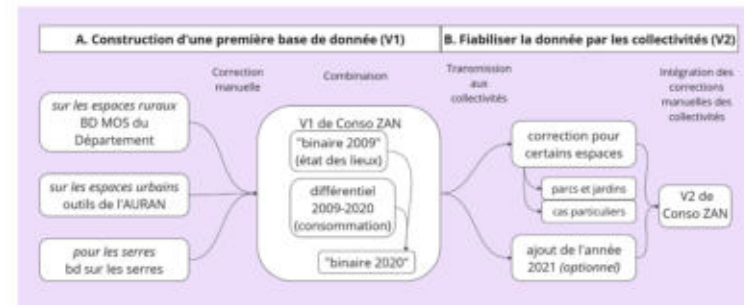 A. Construction d'une première base de donnée (V1)
B. Fiabiliser la donnée par les collectivités (V2)
Correction
manuelle
Combinaison
Transmission
aux
collectivités
Intégration des
corrections
manuelles des
collectivités
sur les espaces ruraux
BD MOS du
Département
sur les espaces urbains
outils de l'AURAN
pour les serres
bd sur les serres
V1 de Conso ZAN
"binaire 2009"
(état des lieux)
différentiel
2009-2020
(consommation)
"binaire 2020"
correction pour
certains espaces
parcs et jardins
cas particuliers
ajout de l'année
2021 (optionnel)
V2 de
Conso ZAN